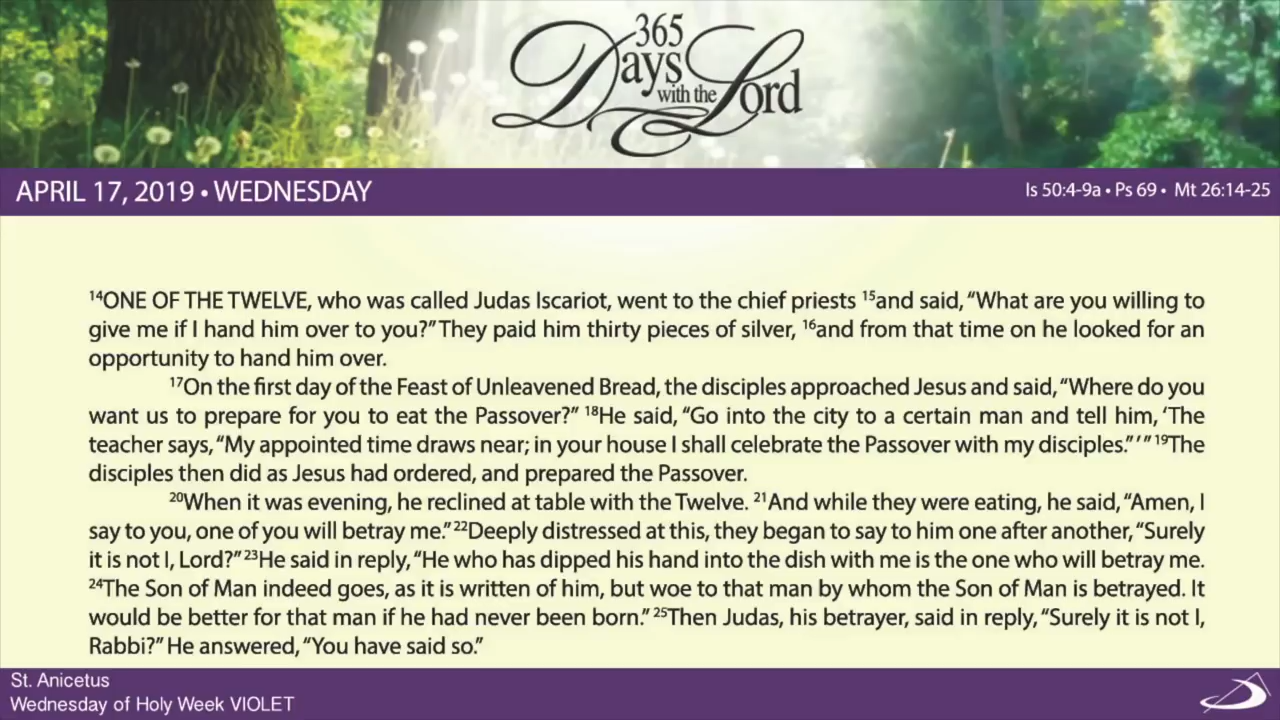 365
Days
with the
Lord
APRIL 17, 2019 • WEDNESDAY
Is 50:4-9a • Ps 69 • Mt 26:14-25
¹⁴ONE OF THE TWELVE, who was called Judas Iscariot, went to the chief priests ¹⁵and said, “What are you willing to
give me if I hand him over to you?” They paid him thirty pieces of silver, ¹⁶and from that time on he looked for an
opportunity to hand him over.
¹⁷On the first day of the Feast of Unleavened Bread, the disciples approached Jesus and said, “Where do you
want us to prepare for you to eat the Passover?” ¹⁸He said, “Go into the city to a certain man and tell him, ‘The
teacher says, “My appointed time draws near; in your house I shall celebrate the Passover with my disciples.” ’ ” ¹⁹The
disciples then did as Jesus had ordered, and prepared the Passover.
²⁰When it was evening, he reclined at table with the Twelve. ²¹And while they were eating, he said, “Amen, I
say to you, one of you will betray me.” ²²Deeply distressed at this, they began to say to him one after another, “Surely
it is not I, Lord?” ²³He said in reply, “He who has dipped his hand into the dish with me is the one who will betray me.
²⁴The Son of Man indeed goes, as it is written of him, but woe to that man by whom the Son of Man is betrayed. It
would be better for that man if he had never been born.” ²⁵Then Judas, his betrayer, said in reply, “Surely it is not I,
Rabbi?” He answered, “You have said so.”
St. Anicetus
Wednesday of Holy Week VIOLET